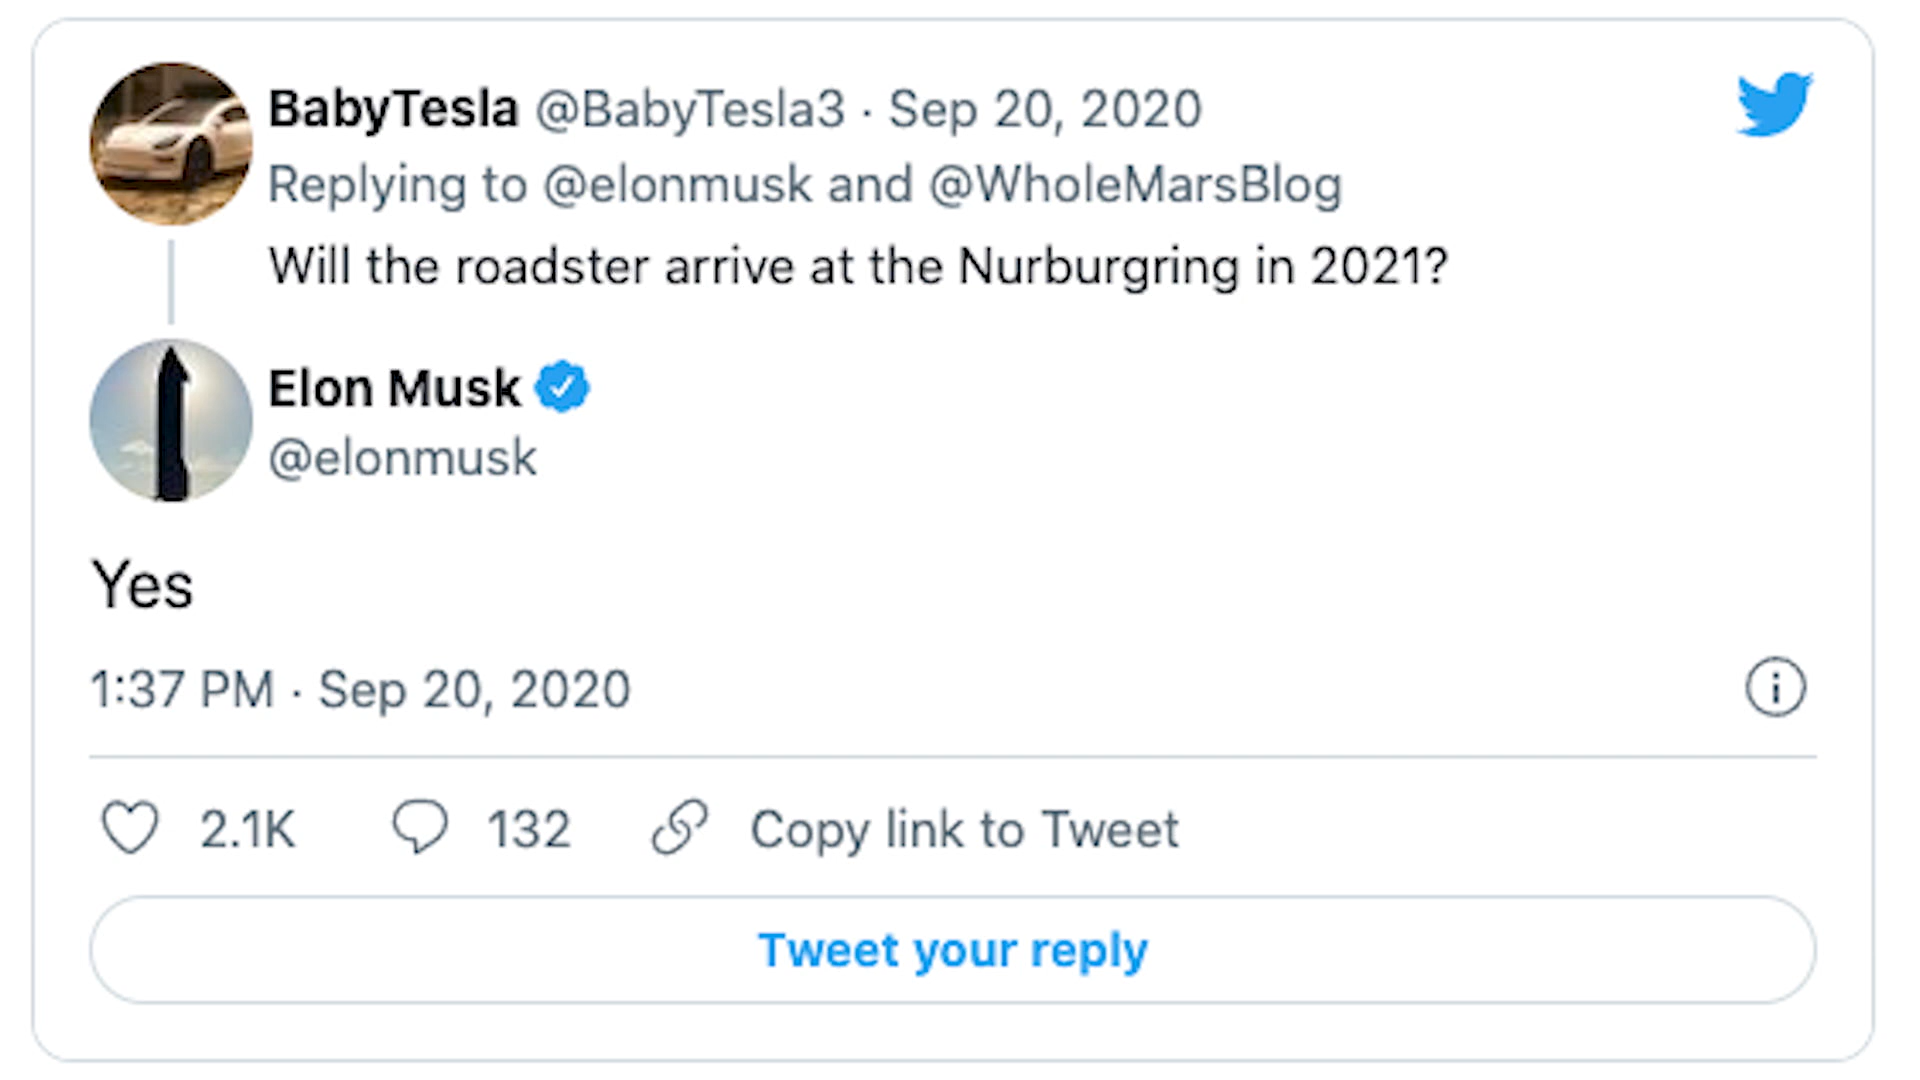 BabyTesla @BabyTesla3 · Sep 20, 2020
Replying to @elonmusk and @WholeMarsBlog
Will the roadster arrive at the Nurburgring in 2021?
Elon Musk
@elonmusk
Yes
1:37 PM · Sep 20, 2020
2.1K 132 Copy link to Tweet
Tweet your reply